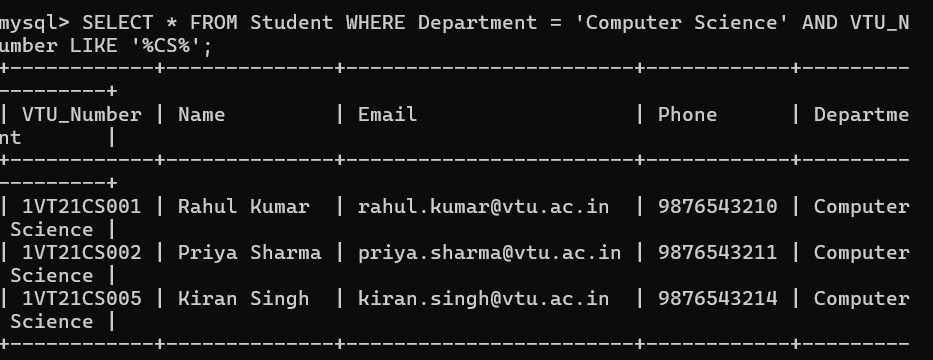 mysql> SELECT * FROM Student WHERE Department = 'Computer Science' AND VTU_N
umber LIKE '%CS%';
+------------+--------------+------------------------+------------+---------
---------+
| VTU_Number | Name         | Email                  | Phone      | Departme
nt       |
+------------+--------------+------------------------+------------+---------
---------+
| 1VT21CS001 | Rahul Kumar  | rahul.kumar@vtu.ac.in  | 9876543210 | Computer
 Science |
| 1VT21CS002 | Priya Sharma | priya.sharma@vtu.ac.in | 9876543211 | Computer
 Science |
| 1VT21CS005 | Kiran Singh  | kiran.singh@vtu.ac.in  | 9876543214 | Computer
 Science |
+------------+--------------+------------------------+------------+---------